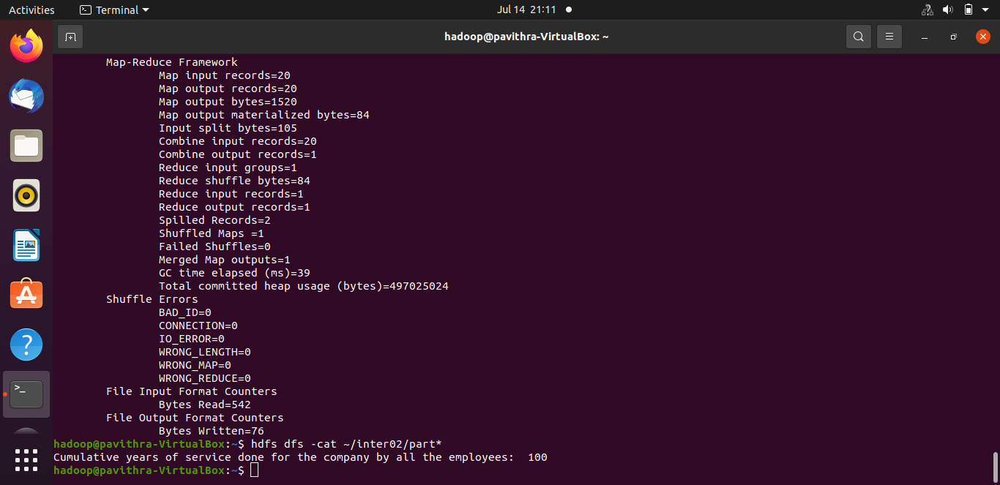 Activities Terminal Jul 14 21:11
hadoop@pavithra-VirtualBox: ~
Map-Reduce Framework
Map input records=20
Map output records=20
Map output bytes=1520
Map output materialized bytes=84
Input split bytes=105
Combine input records=20
Combine output records=1
Reduce input groups=1
Reduce shuffle bytes=84
Reduce input records=1
Reduce output records=1
Spilled Records=2
Shuffled Maps =1
Failed Shuffles=0
Merged Map outputs=1
GC time elapsed (ms)=39
Total committed heap usage (bytes)=497025024
Shuffle Errors
BAD_ID=0
CONNECTION=0
IO_ERROR=0
WRONG_LENGTH=0
WRONG_MAP=0
WRONG_REDUCE=0
File Input Format Counters
Bytes Read=542
File Output Format Counters
Bytes Written=76
hadoop@pavithra-VirtualBox:~$ hdfs dfs -cat ~/inter02/part*
Cumulative years of service done for the company by all the employees:  100
hadoop@pavithra-VirtualBox:~$